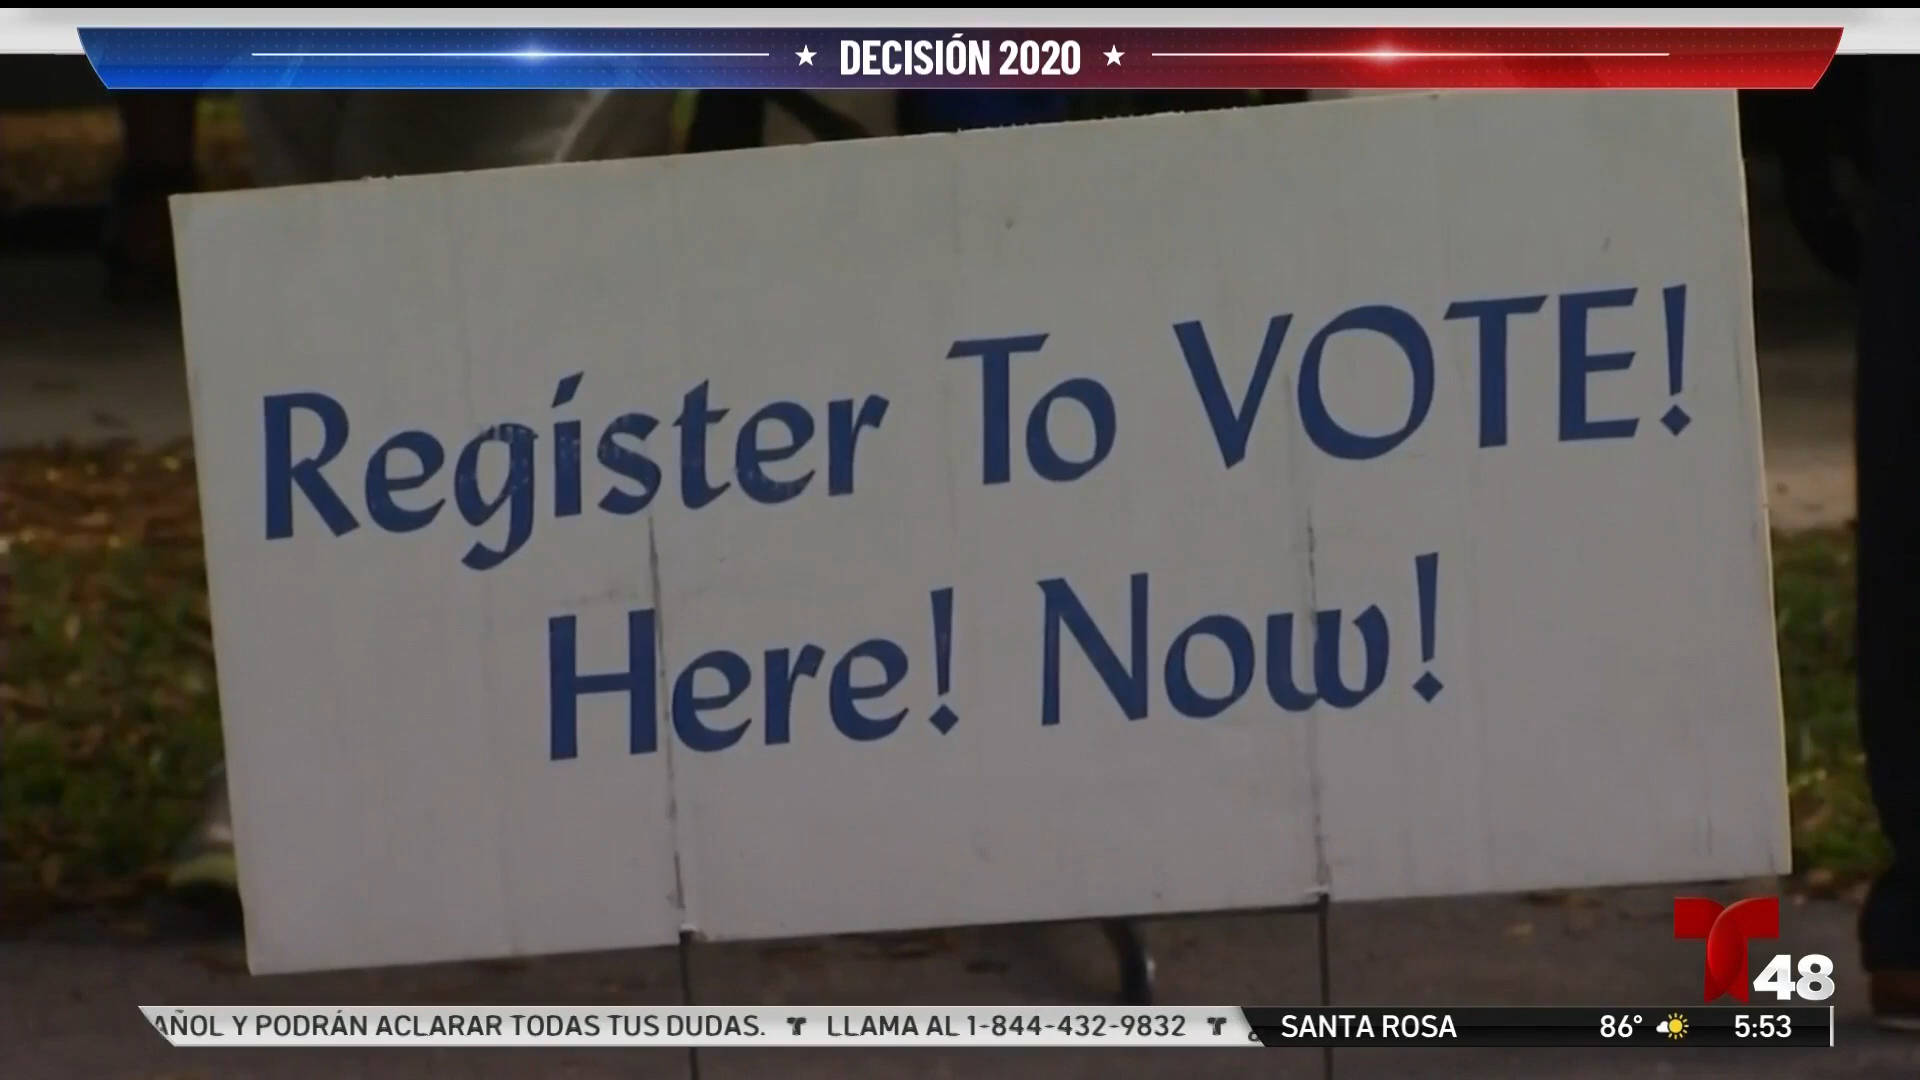 DECISIÓN 2020
Register To VOTE!
Here! Now!
48
AÑOL Y PODRÁN ACLARAR TODAS TUS DUDAS. LLAMA AL 1-844-432-9832
SANTA ROSA 86° 5:53